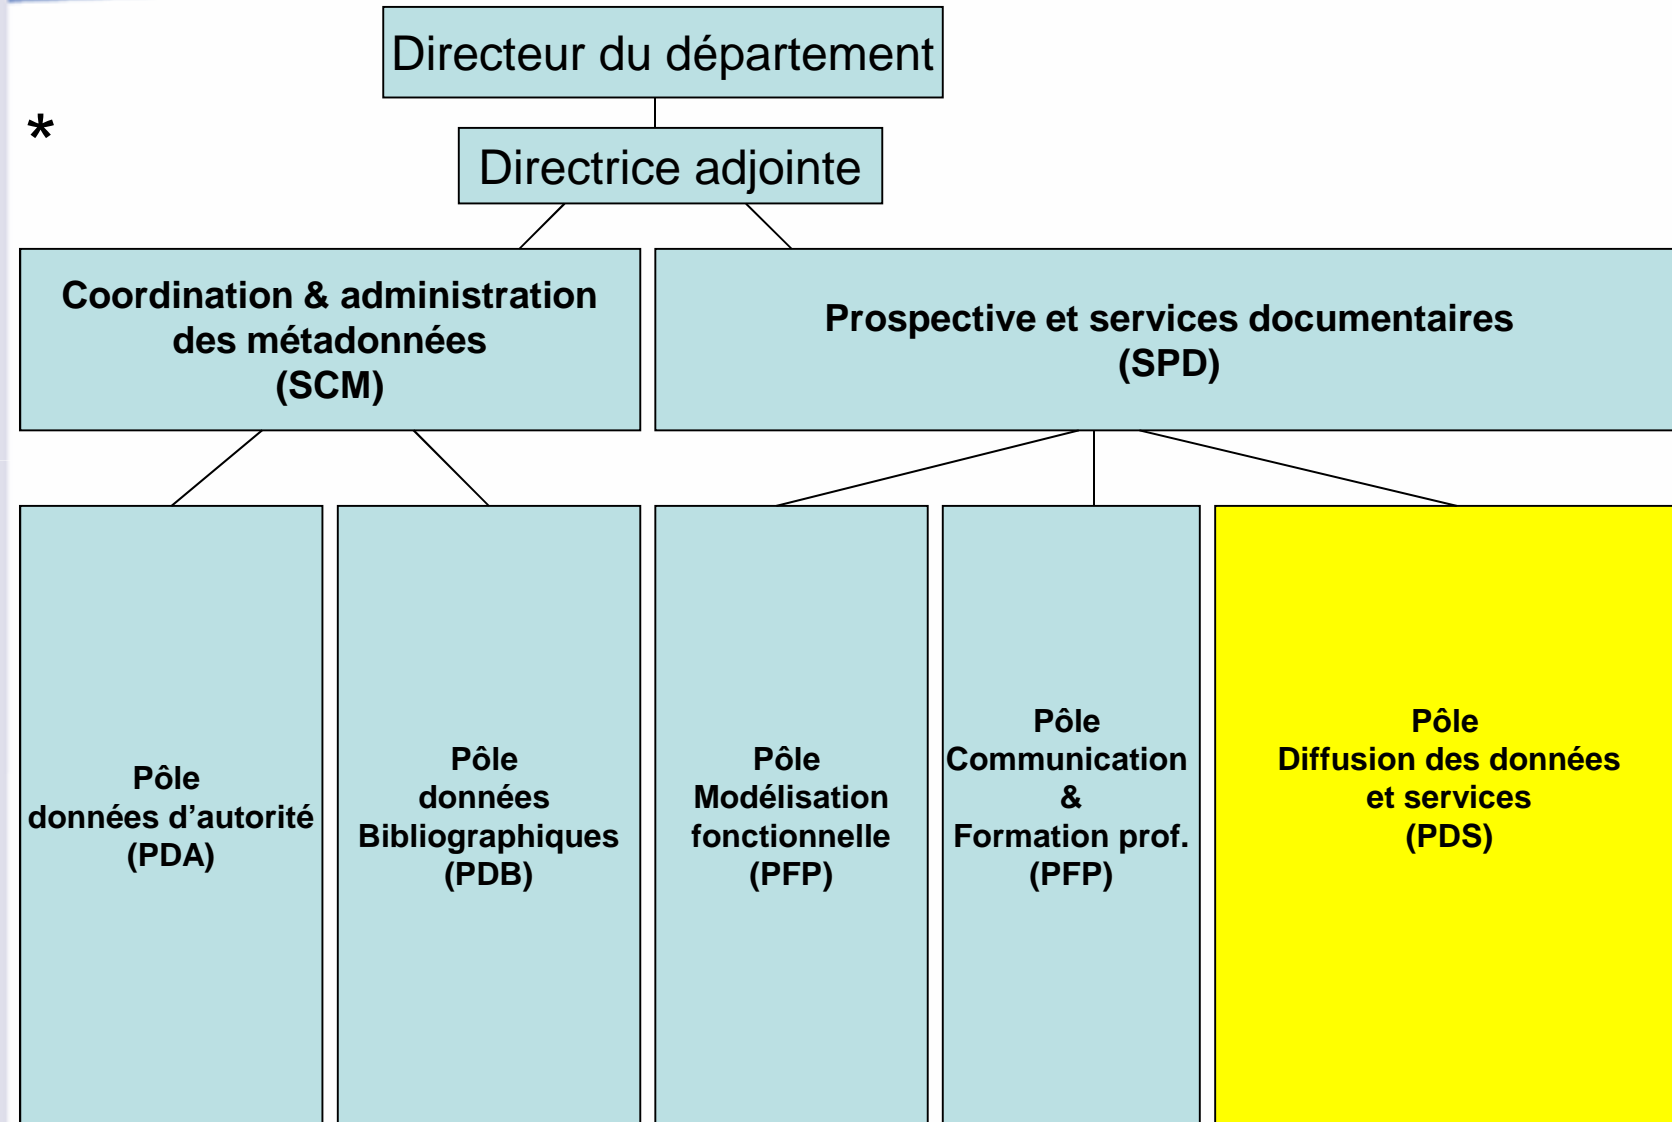 Directeur du département
*
Directrice adjointe
Coordination & administration
des métadonnées
(SCM)
Prospective et services documentaires
(SPD)
Pôle
données d’autorité
(PDA)
Pôle
données
Bibliographiques
(PDB)
Pôle
Modélisation
fonctionnelle
(PFP)
Pôle
Communication
&
Formation prof.
(PFP)
Pôle
Diffusion des données
et services
(PDS)